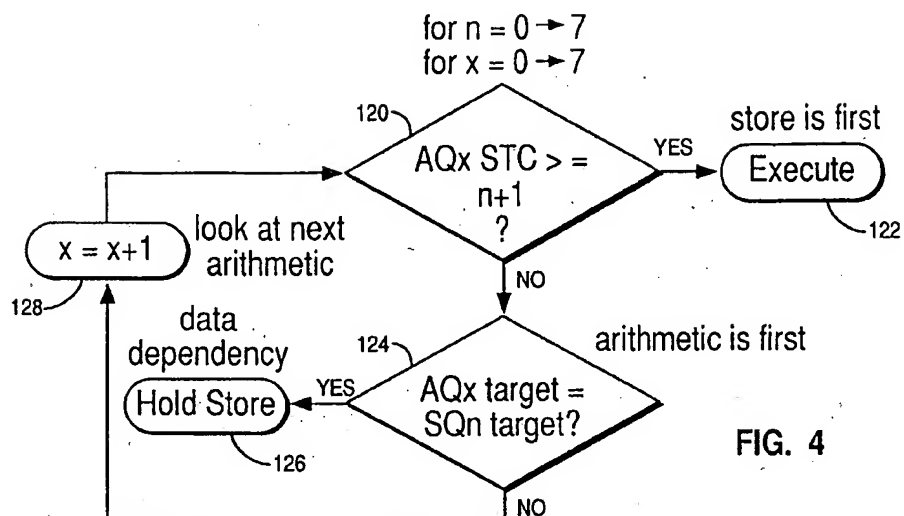 for n = 0 → 7
for x = 0 → 7
120
AQx STC > =
n+1
?
YES
store is first
Execute
122
x = x+1
look at next
arithmetic
128
NO
data
dependency
124
arithmetic is first
Hold Store
YES
AQx target =
SQn target?
126
FIG. 4
NO